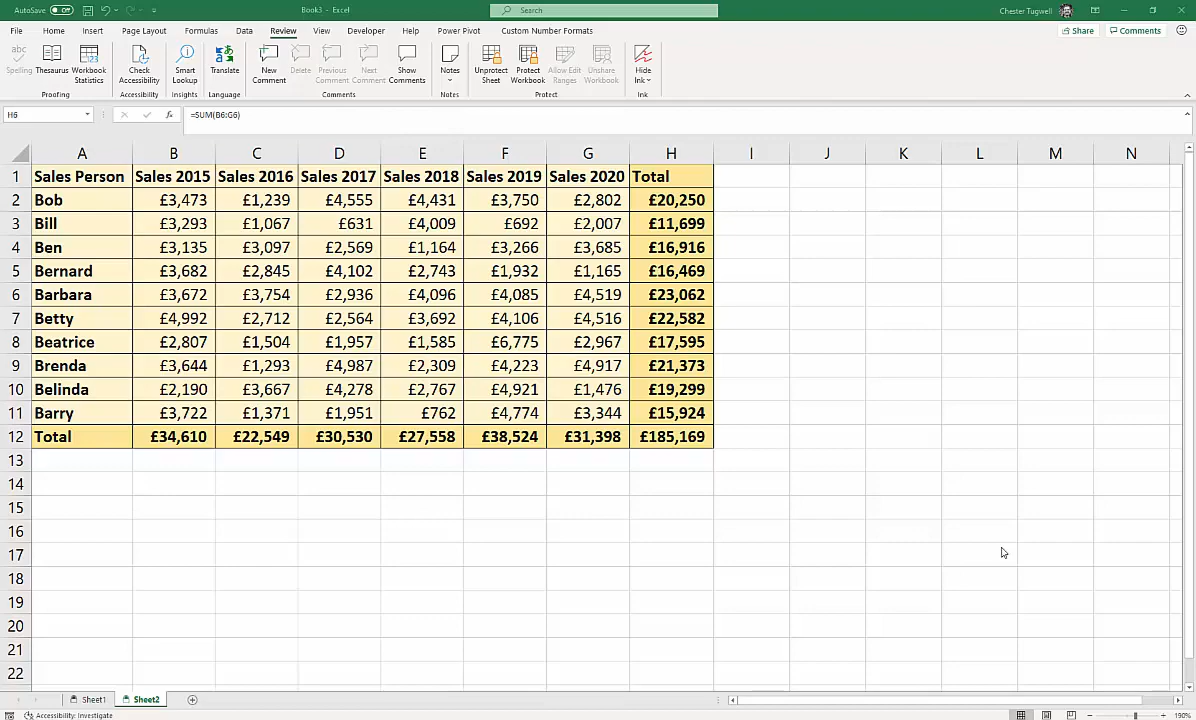 AutoSave Off Book3 - Excel Search Chester Tugwell
File Home Insert Page Layout Formulas Data Review View Developer Help Power Pivot Custom Number Formats Share Comments
abc
Spelling Thesaurus Workbook Statistics Check Accessibility Smart Lookup Translate New Comment Delete Previous Comment Next Comment Show Comments Notes Unprotect Sheet Protect Workbook Allow Edit Ranges Unshare Workbook Hide Ink
Proofing Accessibility Insights Language Comments Notes Protect Ink
H6 fx =SUM(B6:G6)
A B C D E F G H I J K L M N
1 Sales Person Sales 2015 Sales 2016 Sales 2017 Sales 2018 Sales 2019 Sales 2020 Total
2 Bob £3,473 £1,239 £4,555 £4,431 £3,750 £2,802 £20,250
3 Bill £3,293 £1,067 £631 £4,009 £692 £2,007 £11,699
4 Ben £3,135 £3,097 £2,569 £1,164 £3,266 £3,685 £16,916
5 Bernard £3,682 £2,845 £4,102 £2,743 £1,932 £1,165 £16,469
6 Barbara £3,672 £3,754 £2,936 £4,096 £4,085 £4,519 £23,062
7 Betty £4,992 £2,712 £2,564 £3,692 £4,106 £4,516 £22,582
8 Beatrice £2,807 £1,504 £1,957 £1,585 £6,775 £2,967 £17,595
9 Brenda £3,644 £1,293 £4,987 £2,309 £4,223 £4,917 £21,373
10 Belinda £2,190 £3,667 £4,278 £2,767 £4,921 £1,476 £19,299
11 Barry £3,722 £1,371 £1,951 £762 £4,774 £3,344 £15,924
12 Total £34,610 £22,549 £30,530 £27,558 £38,524 £31,398 £185,169
13
14
15
16
17
18
19
20
21
22
Sheet1 Sheet2
Accessibility: Investigate 190%